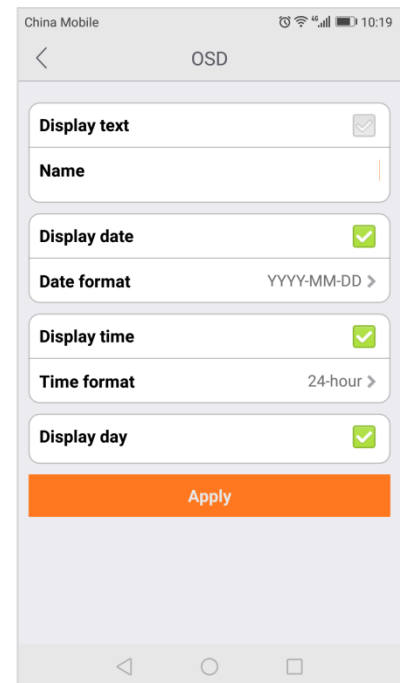 China Mobile 46 10:19
OSD
Display text
Name
Display date
Date format YYYY-MM-DD
Display time
Time format 24-hour
Display day
Apply